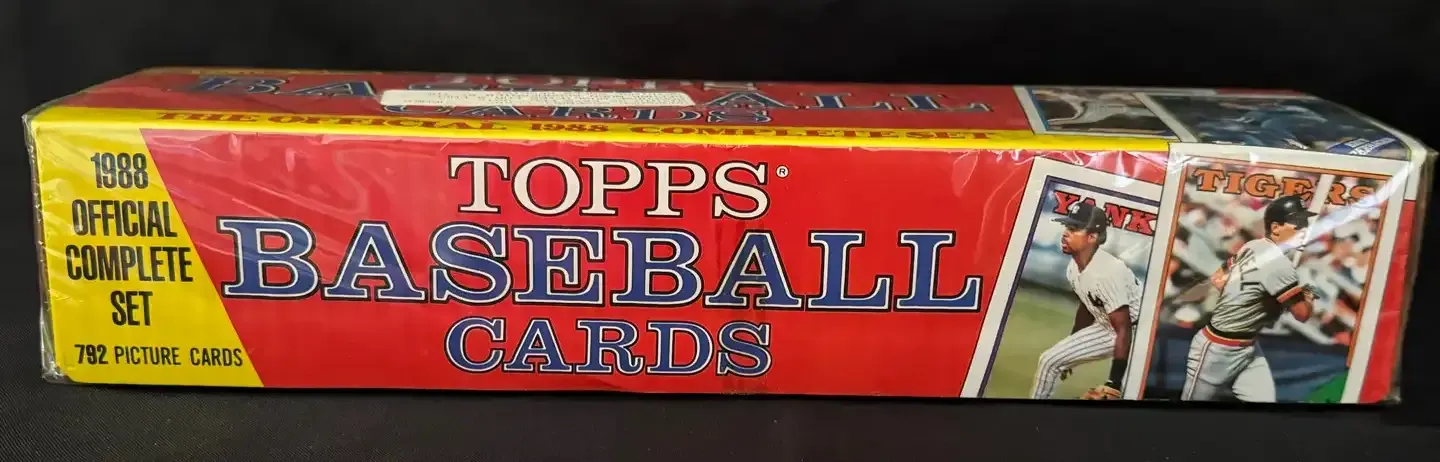 TOPPS
BASEBALL
CARDS
THE OFFICIAL 1988 COMPLETE SET
1988
OFFICIAL
COMPLETE
SET
792 PICTURE CARDS
TOPPS®
BASEBALL
CARDS
YANK
TIGERS